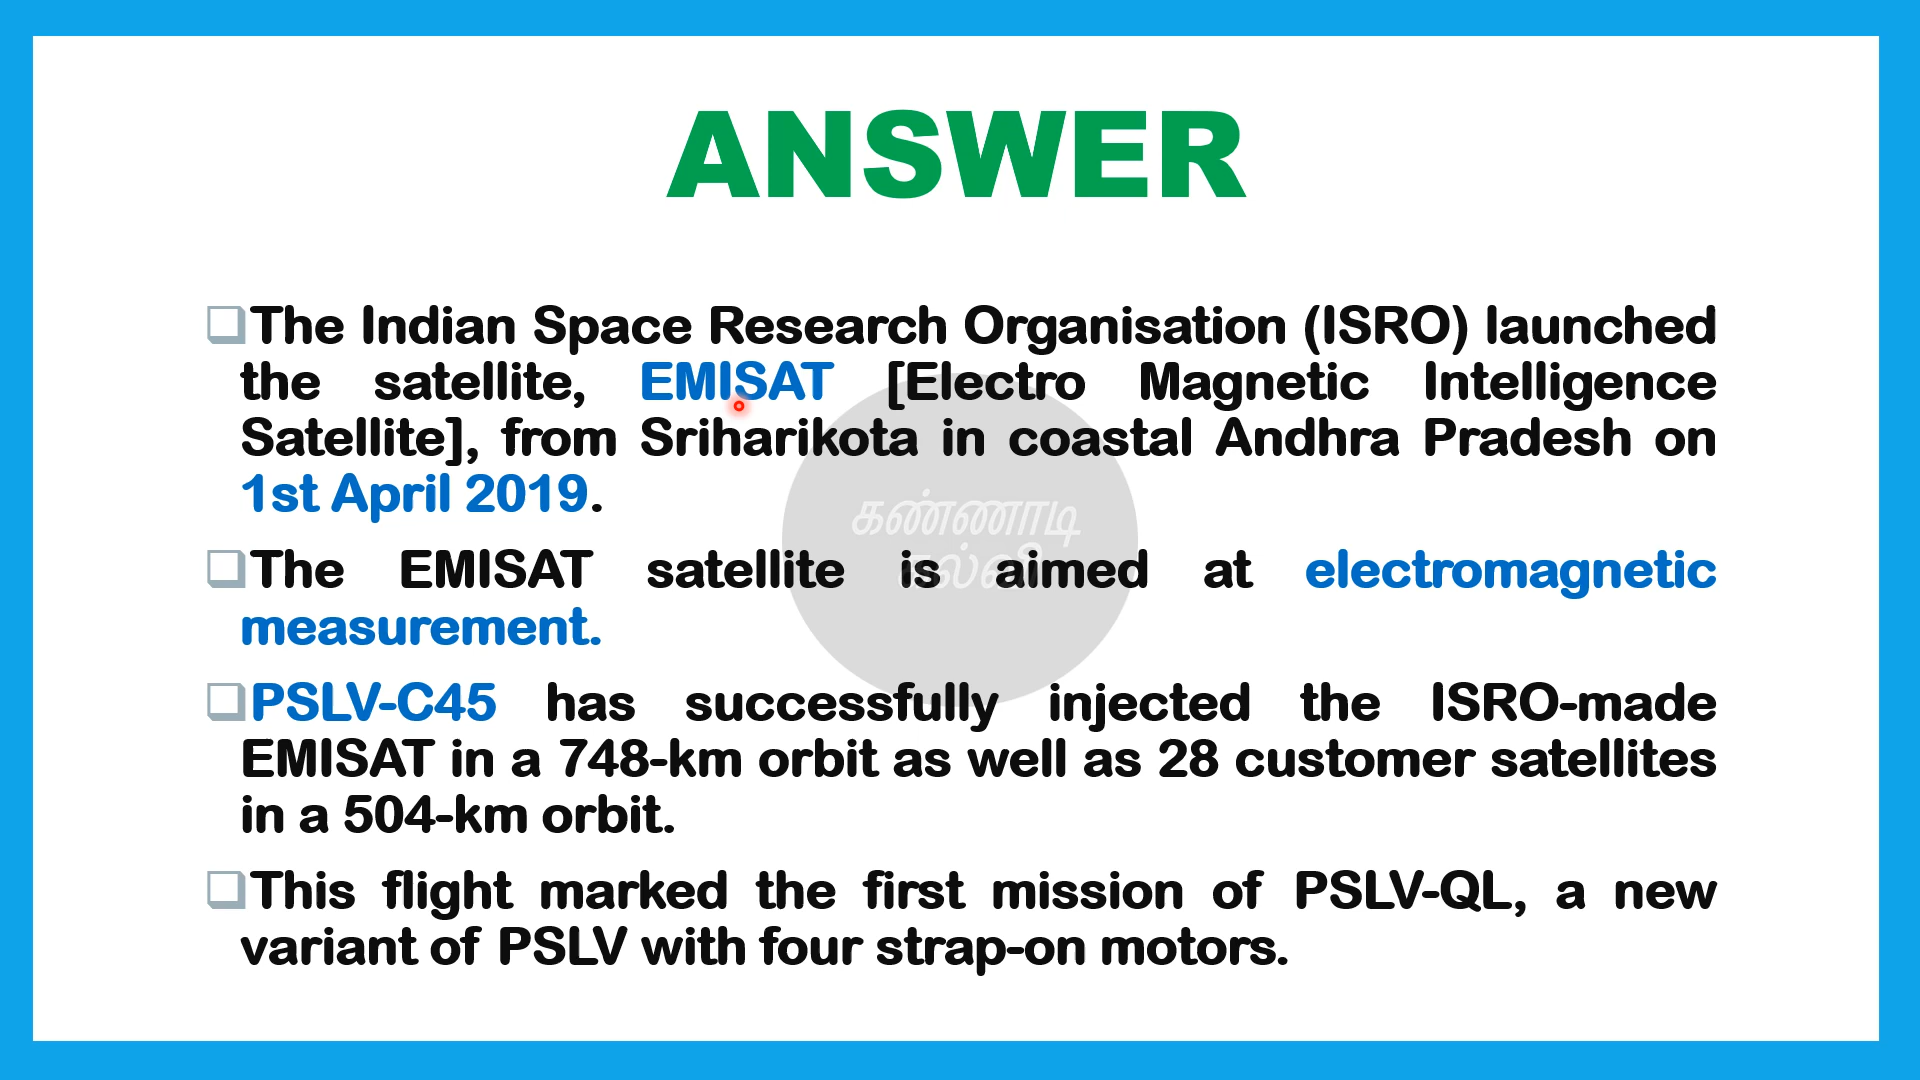 ANSWER
The Indian Space Research Organisation (ISRO) launched
the satellite, EMISAT [Electro Magnetic Intelligence
Satellite], from Sriharikota in coastal Andhra Pradesh on
1st April 2019.
கண்ணாடி
கல்வி
The EMISAT satellite is aimed at electromagnetic
measurement.
PSLV-C45 has successfully injected the ISRO-made
EMISAT in a 748-km orbit as well as 28 customer satellites
in a 504-km orbit.
This flight marked the first mission of PSLV-QL, a new
variant of PSLV with four strap-on motors.